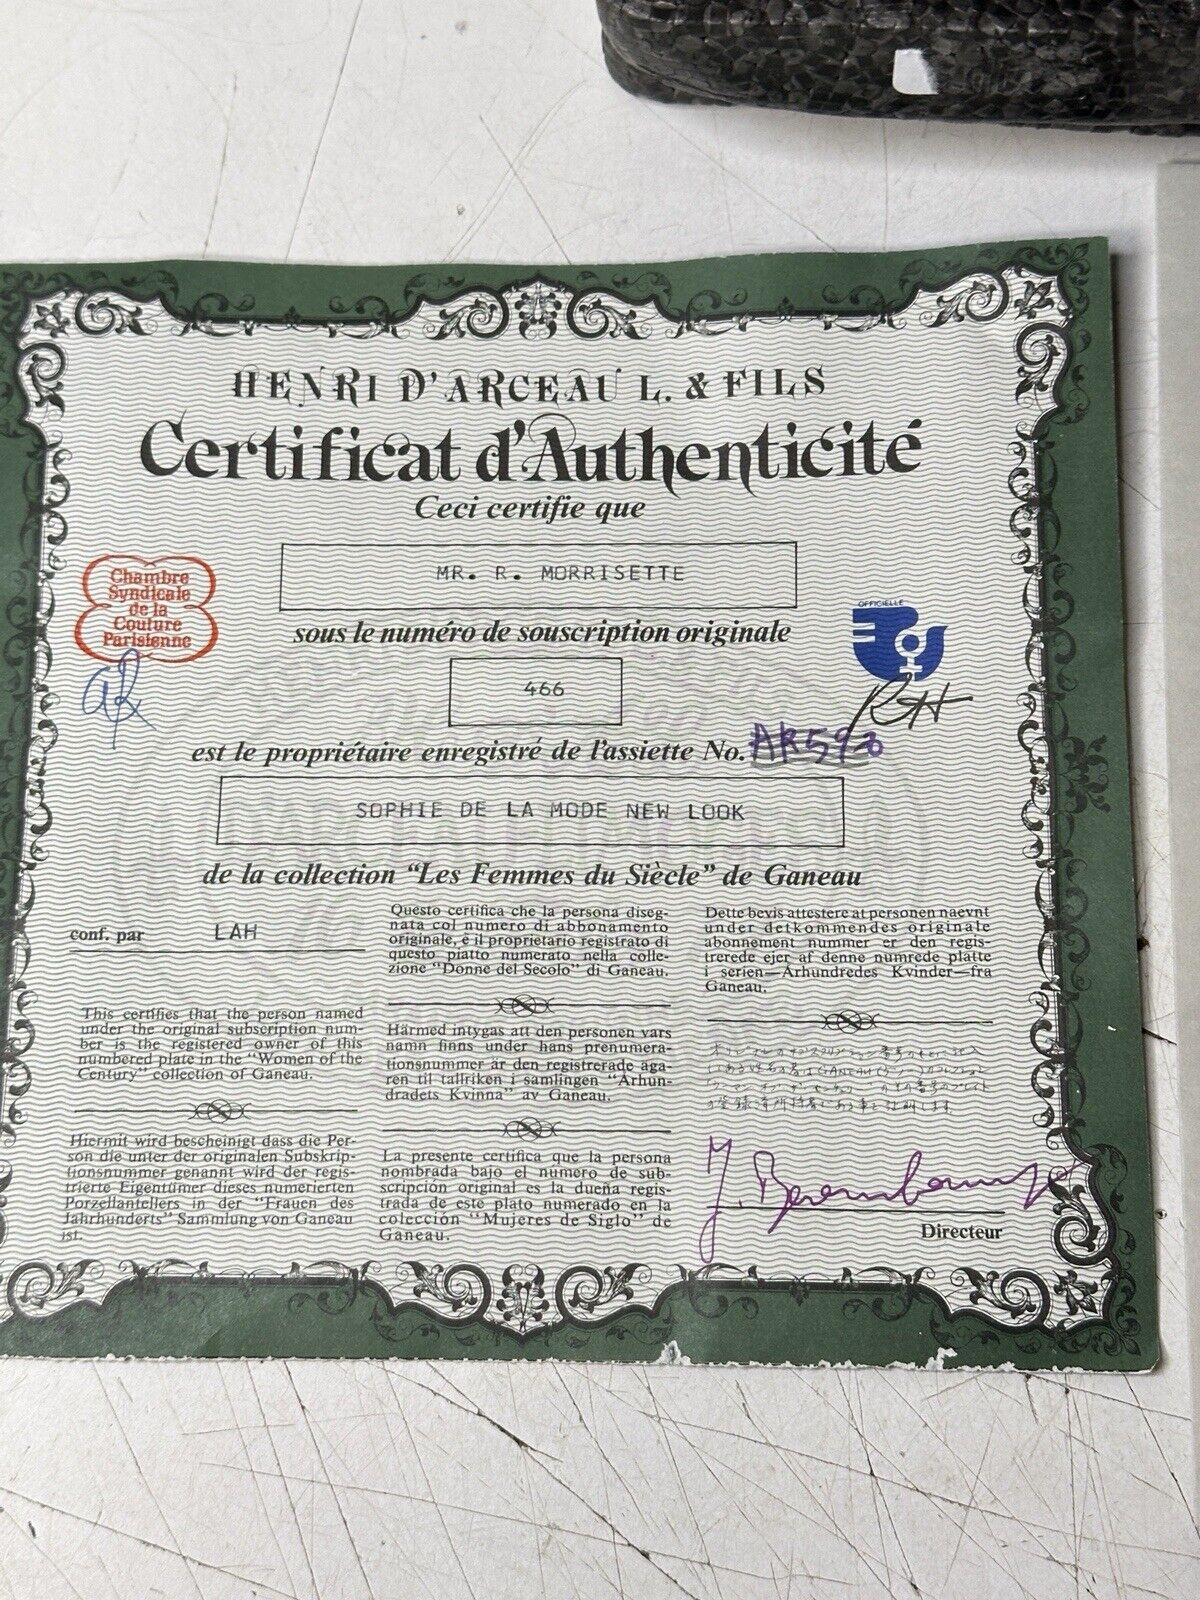 HENRI D'ARCEAU L. & FILS
Certificat d'Authenticité
Ceci certifie que
MR. R. MORRISETTE
Chambre
Syndicale
de la
Couture
Parisienne
sous le numéro de souscription originale
OFFICIELLE
466
est le propriétaire enregistré de l'assiette No.
SOPHIE DE LA MODE NEW LOOK
de la collection "Les Femmes du Siècle" de Ganeau
conf. par LAH
This certifies that the person named
under the original subscription num-
ber is the registered owner of this
numbered plate in the "Women of the
Century" collection of Ganeau.
Hiermit wird bescheinigt dass die Per-
son die unter der originalen Subskrip-
tionsnummer genannt wird der regis-
trierte Eigentümer dieses numerierten
Porzellantellers in der "Frauen des
Jahrhunderts" Sammlung von Ganeau
ist.
Questo certifica che la persona diseg-
nata col numero di abbonamento
originale, è il proprietario registrato di
questo piatto numerato nella colle-
zione "Donne del Secolo" di Ganeau.
Härmed intygas att den personen vars
namn finns under hans prenumera-
tionsnummer är den registrerade äga-
ren til tallriken i samlingen "Århun-
dradets Kvinna" av Ganeau.
La presente certifica que la persona
nombrada bajo el número de sub-
scripción original es la dueña regis-
trada de este plato numerado en la
colección "Mujeres de Siglo" de
Ganeau.
Dette bevis attestere at personen naevnt
under detkommendes originale
abonnement nummer er den regis-
trerede ejer af denne numrede platte
i serien—Århundredes Kvinder—fra
Ganeau.
Directeur